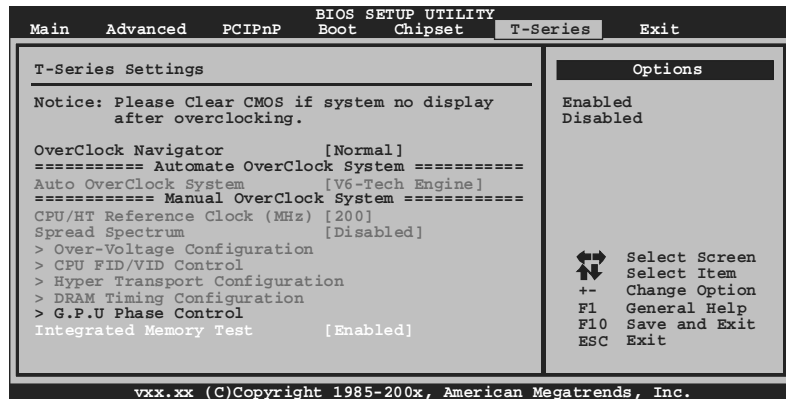 BIOS SETUP UTILITY
Main Advanced PCIPnP Boot Chipset T-Series Exit
T-Series Settings
Notice: Please Clear CMOS if system no display
after overclocking.
OverClock Navigator [Normal]
=========== Automate OverClock System ===========
Auto OverClock System [V6-Tech Engine]
============ Manual OverClock System ============
CPU/HT Reference Clock (MHz) [200]
Spread Spectrum [Disabled]
> Over-Voltage Configuration
> CPU FID/VID Control
> Hyper Transport Configuration
> DRAM Timing Configuration
> G.P.U Phase Control
Integrated Memory Test [Enabled]
Options
Enabled
Disabled
Select Screen
Select Item
+- Change Option
F1 General Help
F10 Save and Exit
ESC Exit
vxx.xx (C)Copyright 1985-200x, American Megatrends, Inc.